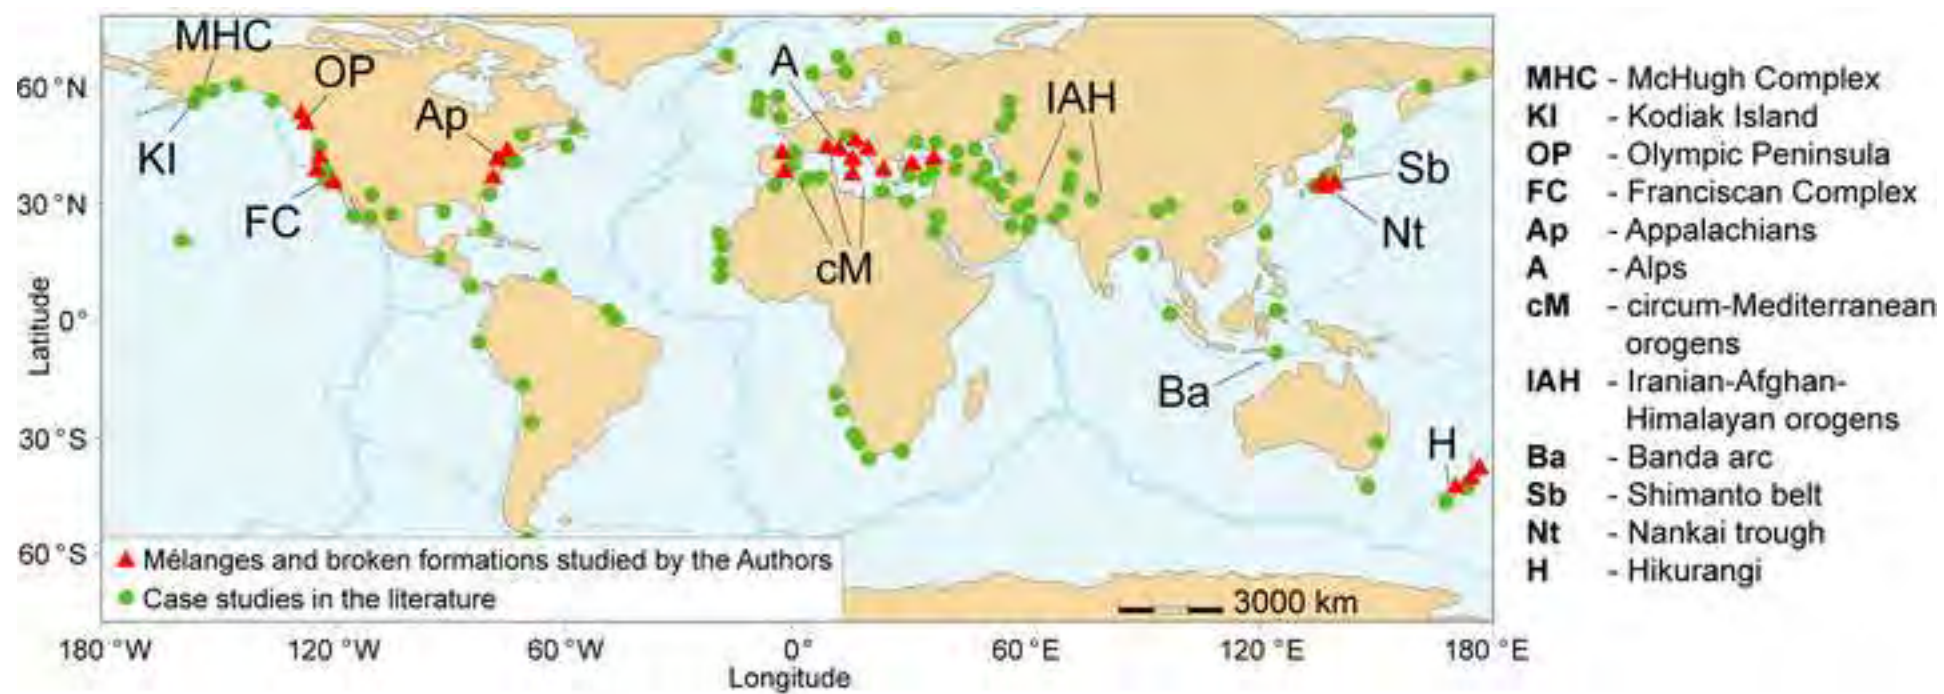 MHC
OP
A
Ap
IAH
KI
FC
Sb
Nt
cM
Ba
H
60 °N
30 °N
0°
30 °S
60 °S
Latitude
Mélanges and broken formations studied by the Authors
Case studies in the literature
3000 km
180 °W
120 °W
60 °W
0°
60 °E
120 °E
180 °E
Longitude
MHC - McHugh Complex
KI - Kodiak Island
OP - Olympic Peninsula
FC - Franciscan Complex
Ap - Appalachians
A - Alps
cM - circum-Mediterranean
orogens
IAH - Iranian-Afghan-
Himalayan orogens
Ba - Banda arc
Sb - Shimanto belt
Nt - Nankai trough
H - Hikurangi